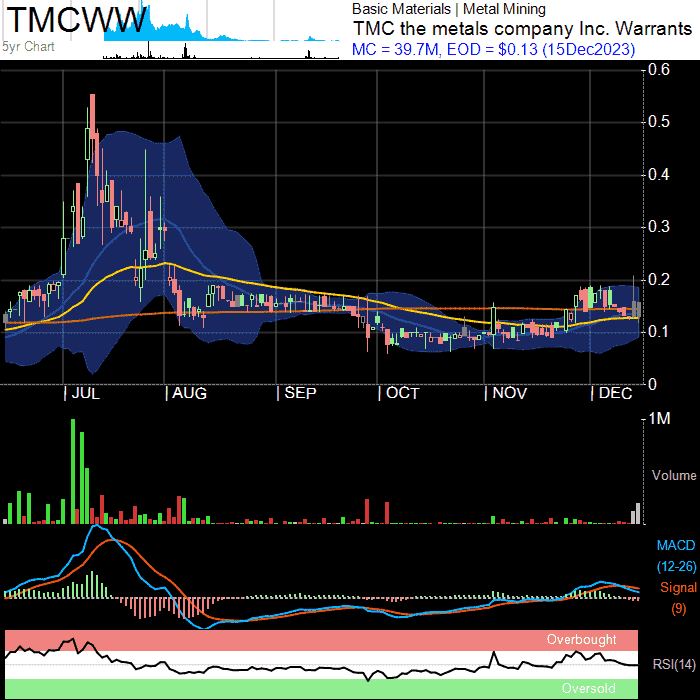 TMCWW
5yr Chart
Basic Materials | Metal Mining
TMC the metals company Inc. Warrants
MC = 39.7M, EOD = $0.13 (15Dec2023)
0.6
0.5
0.4
0.3
0.2
0.1
0
| JUL
| AUG
| SEP
| OCT
| NOV
| DEC
1M
Volume
MACD
(12-26)
Signal
(9)
Overbought
RSI(14)
Oversold